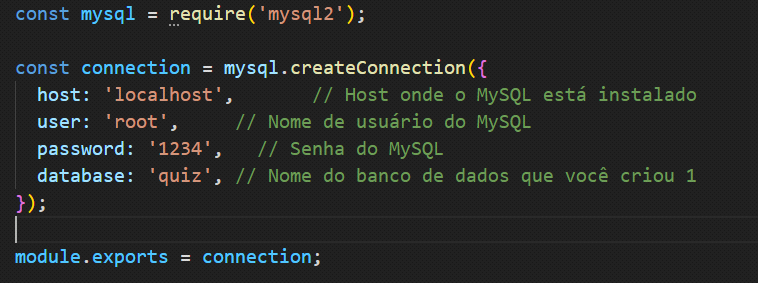 const mysql = require('mysql2');
const connection = mysql.createConnection({
host: 'localhost', // Host onde o MySQL está instalado
user: 'root', // Nome de usuário do MySQL
password: '1234', // Senha do MySQL
database: 'quiz', // Nome do banco de dados que você criou 1
});
module.exports = connection;